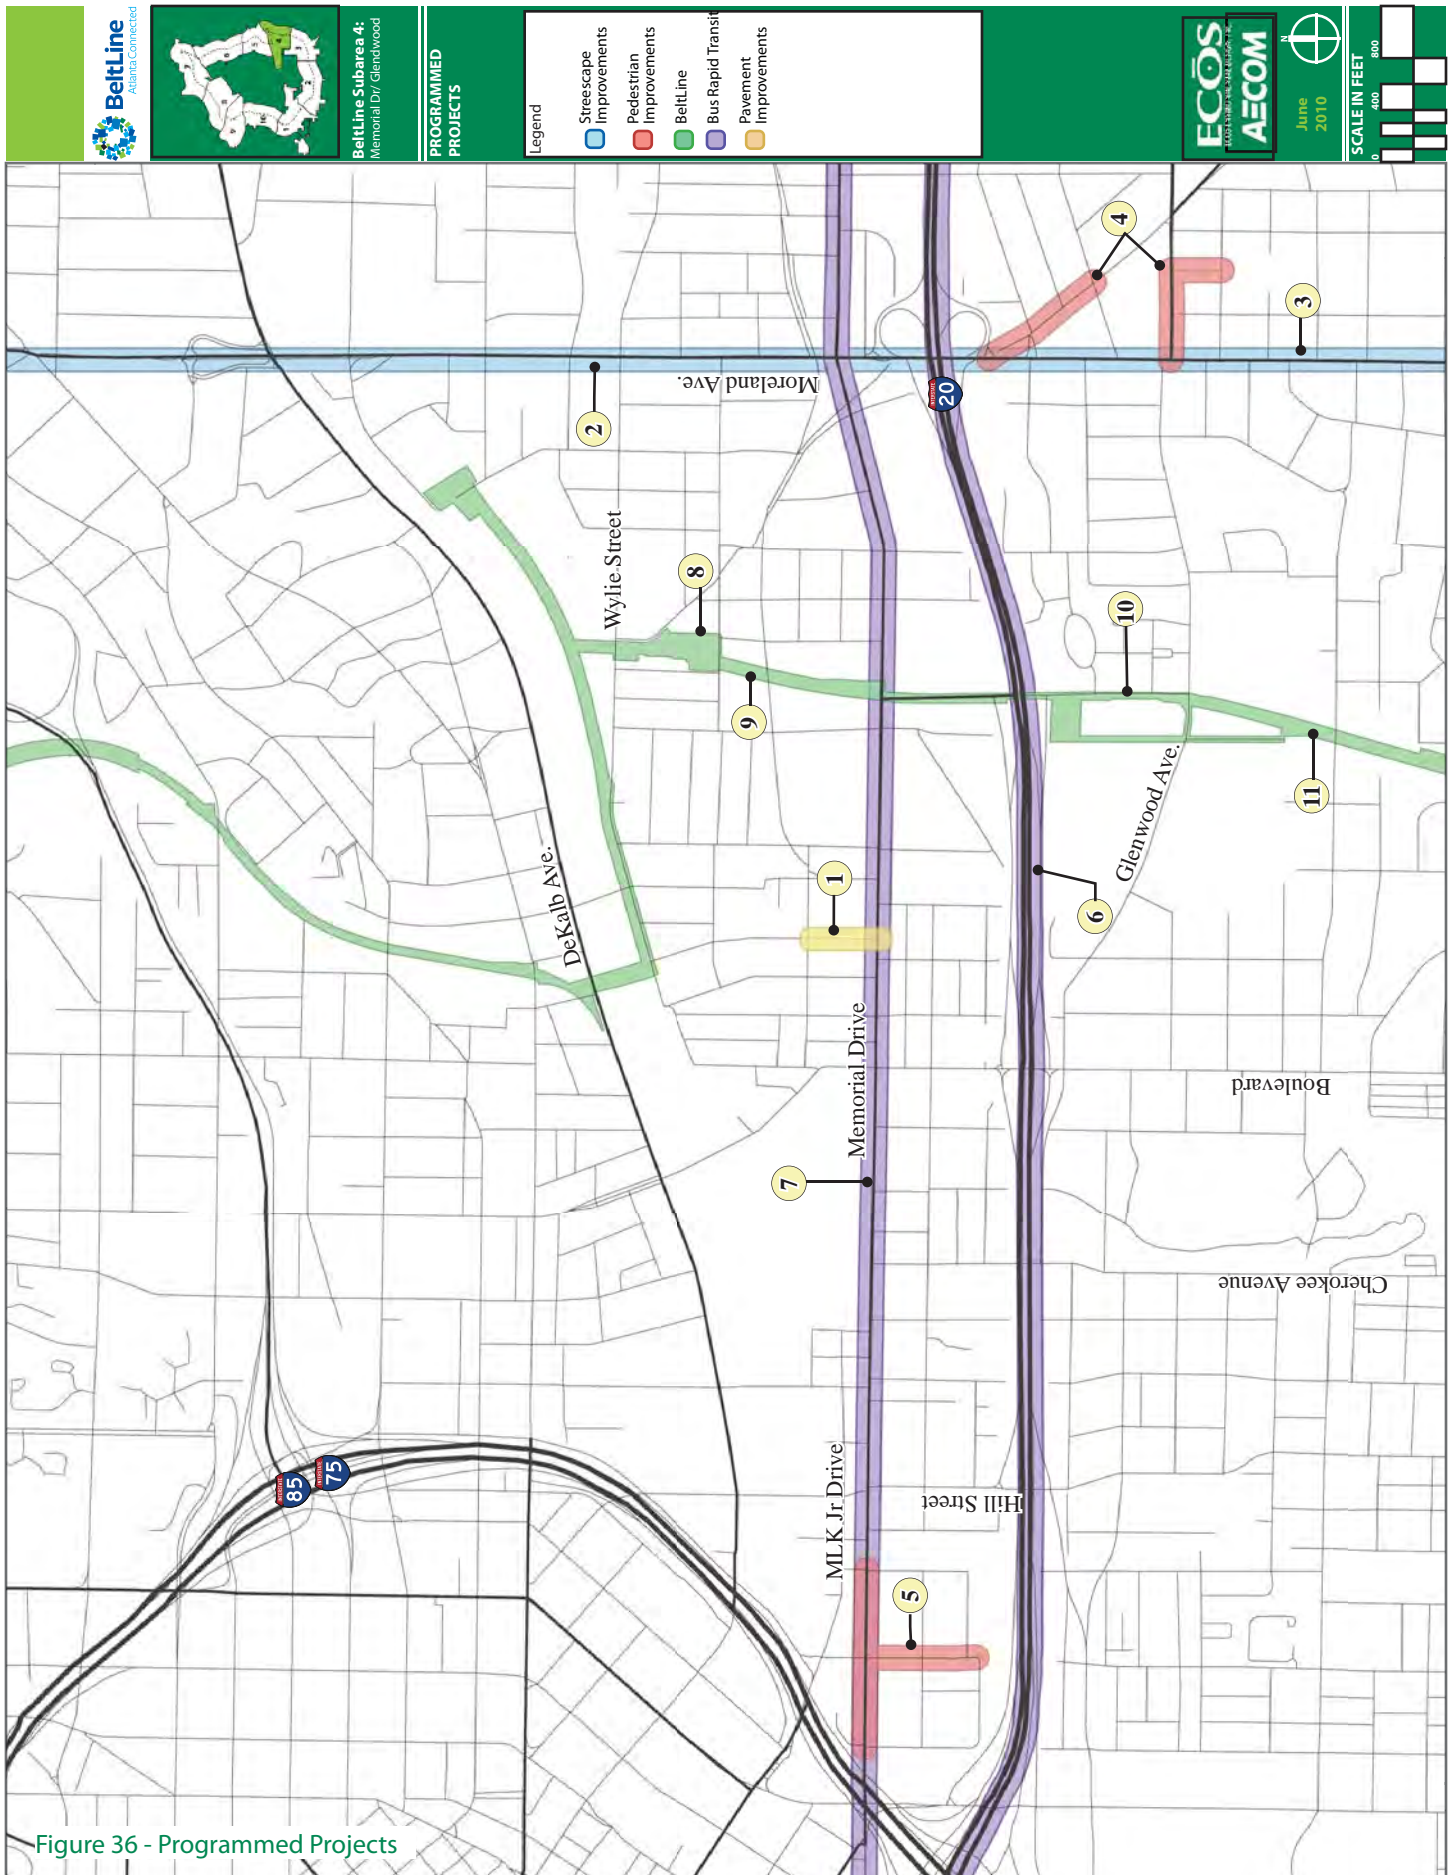 BeltLine
Atlanta Connected
BeltLine Subarea 4:
Memorial Dr/ Glendwood
PROGRAMMED
PROJECTS
Legend
Streescape
Improvements
Pedestrian
Improvements
BeltLine
Bus Rapid Transit
Pavement
Improvements
ECOS
AECOM
June
2010
N
SCALE IN FEET
0
400
800
Moreland Ave.
Wylie Street
DeKalb Ave.
Glenwood Ave.
Memorial Drive
Boulevard
Cherokee Avenue
MLK Jr Drive
Hill Street
20
85
75
1
2
3
4
5
6
7
8
9
10
11
Figure 36 - Programmed Projects